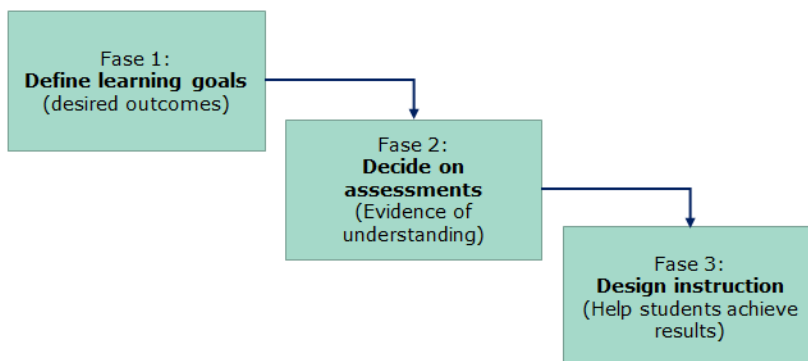 Fase 1:
Define learning goals
(desired outcomes)
Fase 2:
Decide on
assessments
(Evidence of
understanding)
Fase 3:
Design instruction
(Help students achieve
results)